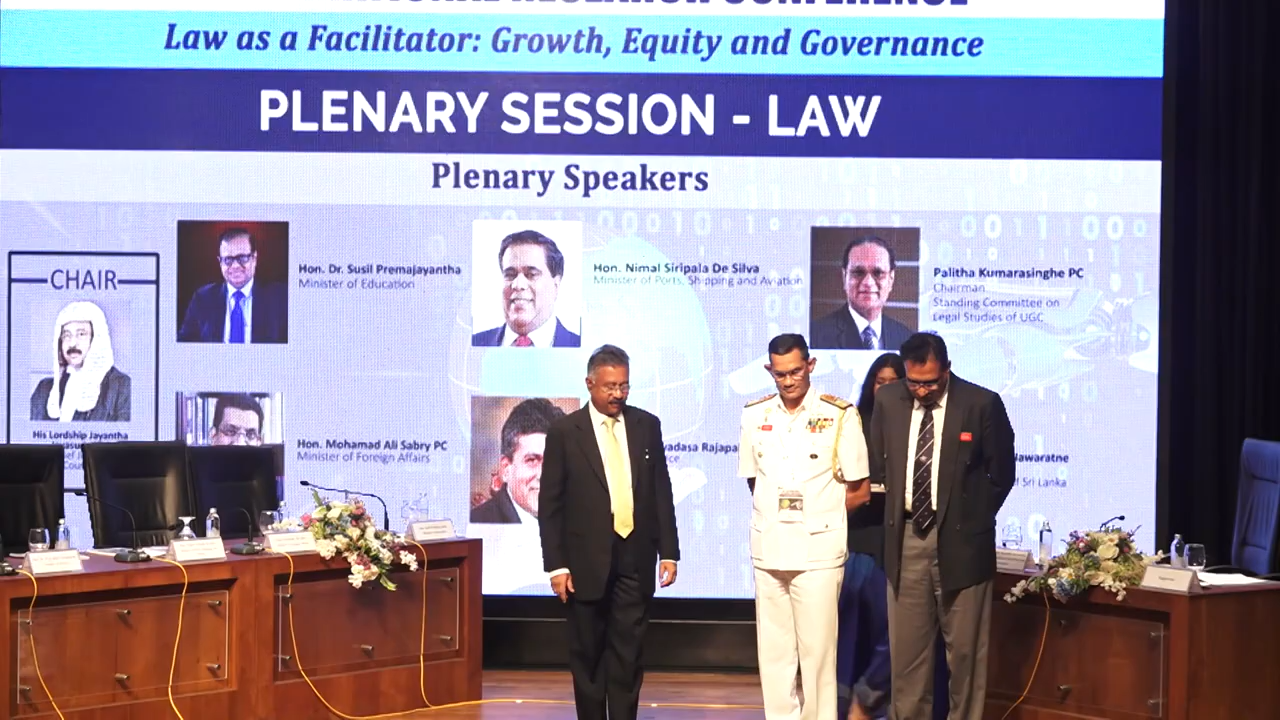 RESEARCH CONFERENCE
Law as a Facilitator: Growth, Equity and Governance
PLENARY SESSION - LAW
Plenary Speakers
CHAIR
His Lordship Jayantha
Hon. Dr. Susil Premajayantha
Minister of Education
Hon. Nimal Siripala De Silva
Minister of Ports, Shipping and Aviation
Palitha Kumarasinghe PC
Chairman
Standing Committee on
Legal Studies of UGC
Hon. Mohamad Ali Sabry PC
Minister of Foreign Affairs
of Sri Lanka